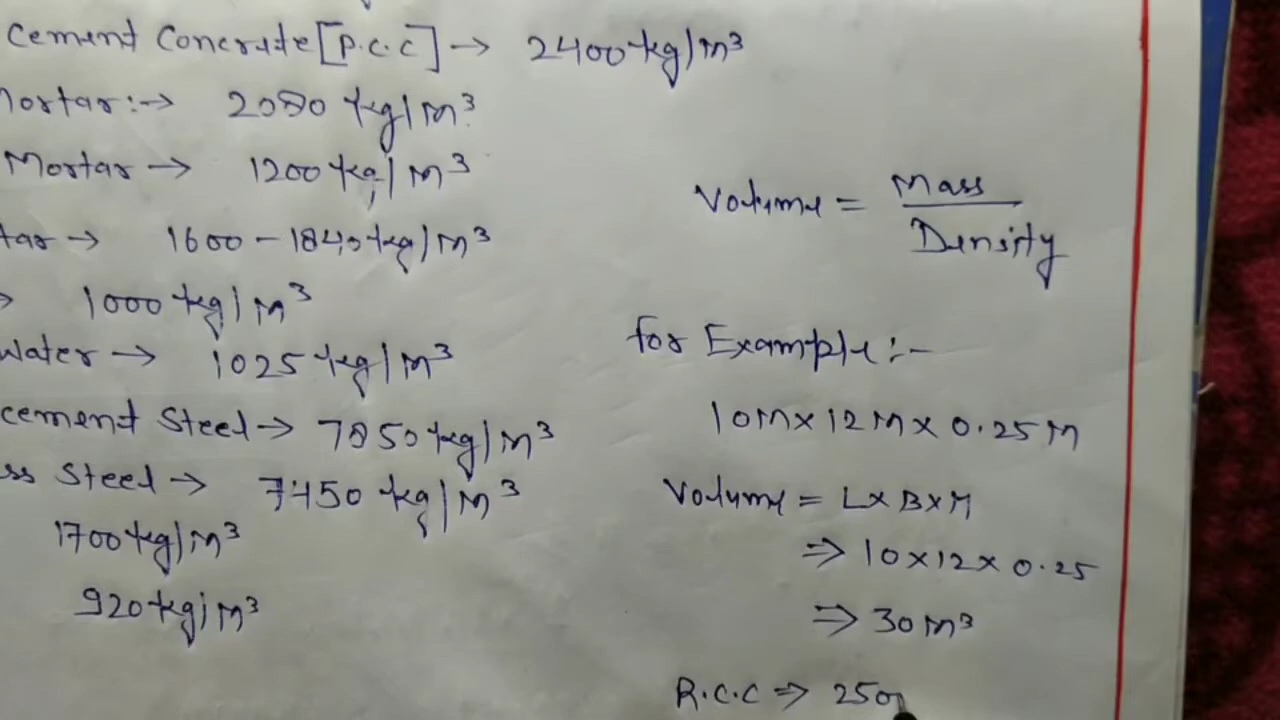 Cement Concrete [P.C.C] → 2400 kg/m³
Mortar:→ 2080 kg/m³
Mortar → 1200 kg/m³
tar → 1600 - 1840 kg/m³
→ 1000 kg/m³
Water → 1025 kg/m³
cement Steel → 7850 kg/m³
ss Steel → 7450 kg/m³
1700 kg/m³
920 kg/m³
Volume = Mass
Density
For Example:-
10m x 12m x 0.25m
Volume = L x B x H
⇒ 10 x 12 x 0.25
⇒ 30 m³
R.C.C ⇒ 250